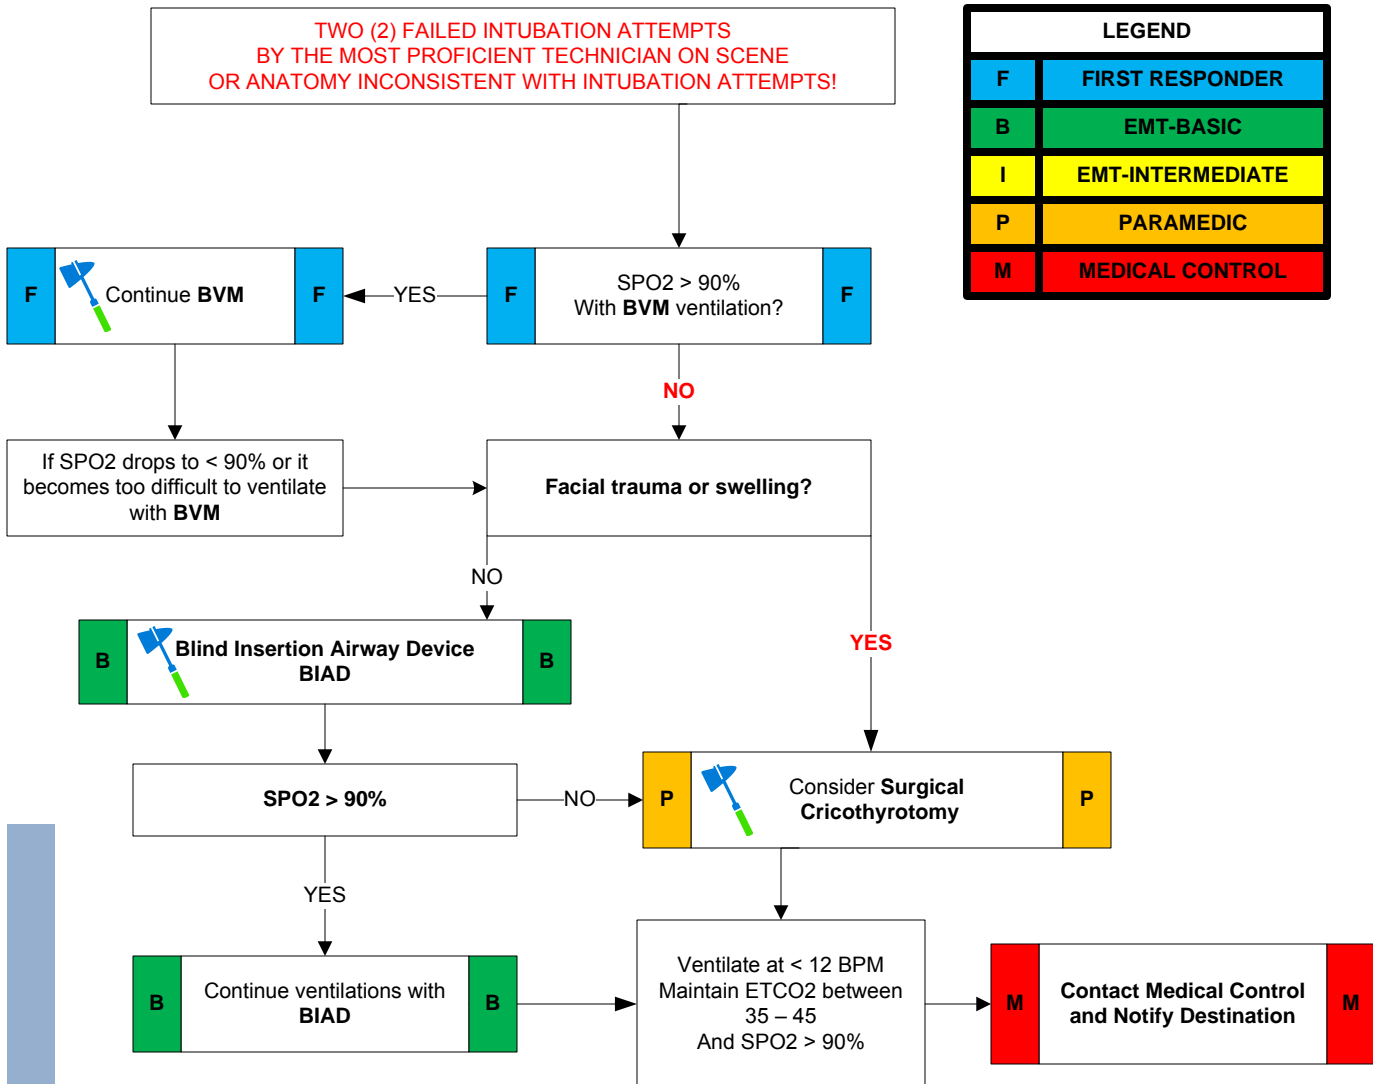 TWO (2) FAILED INTUBATION ATTEMPTS
BY THE MOST PROFICIENT TECHNICIAN ON SCENE
OR ANATOMY INCONSISTENT WITH INTUBATION ATTEMPTS!
LEGEND
F FIRST RESPONDER
B EMT-BASIC
I EMT-INTERMEDIATE
P PARAMEDIC
M MEDICAL CONTROL
F Continue BVM F
YES
F
SPO2 > 90%
With BVM ventilation?
F
NO
If SPO2 drops to < 90% or it
becomes too difficult to ventilate
with BVM
Facial trauma or swelling?
NO
YES
B
Blind Insertion Airway Device
BIAD
B
SPO2 > 90%
NO
P
Consider Surgical
Cricothyrotomy
P
YES
B
Continue ventilations with
BIAD
B
Ventilate at < 12 BPM
Maintain ETCO2 between
35 – 45
And SPO2 > 90%
M
Contact Medical Control
and Notify Destination
M